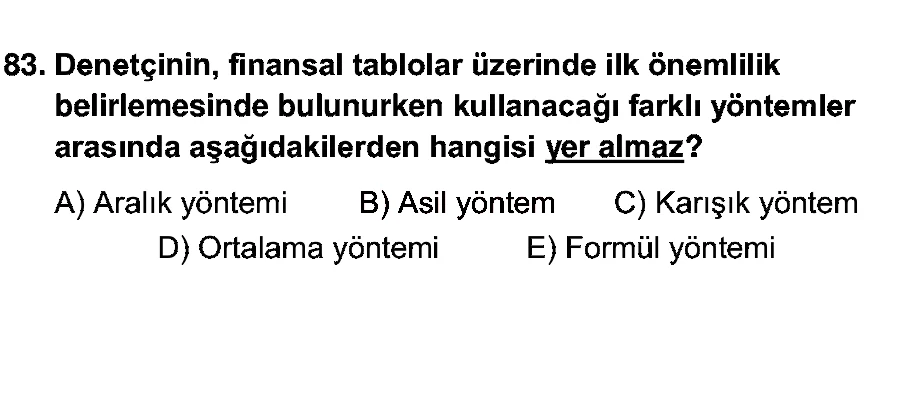 83. Denetçinin, finansal tablolar üzerinde ilk önemlilik
belirlemesinde bulunurken kullanacağı farklı yöntemler
arasında aşağıdakilerden hangisi yer almaz?
A) Aralık yöntemi B) Asil yöntem C) Karışık yöntem
D) Ortalama yöntemi E) Formül yöntemi